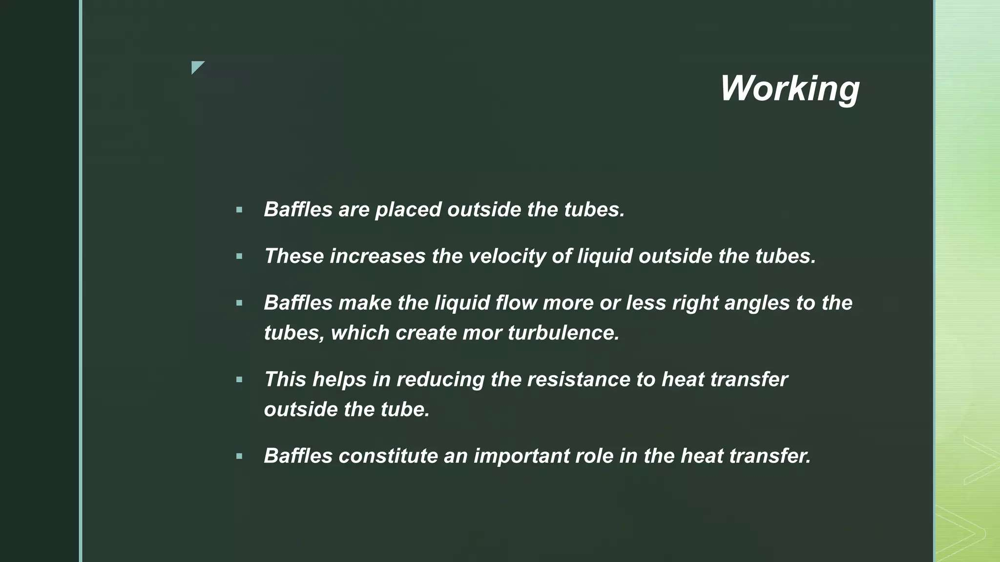 Working
▪ Baffles are placed outside the tubes.
▪ These increases the velocity of liquid outside the tubes.
▪ Baffles make the liquid flow more or less right angles to the
tubes, which create mor turbulence.
▪ This helps in reducing the resistance to heat transfer
outside the tube.
▪ Baffles constitute an important role in the heat transfer.